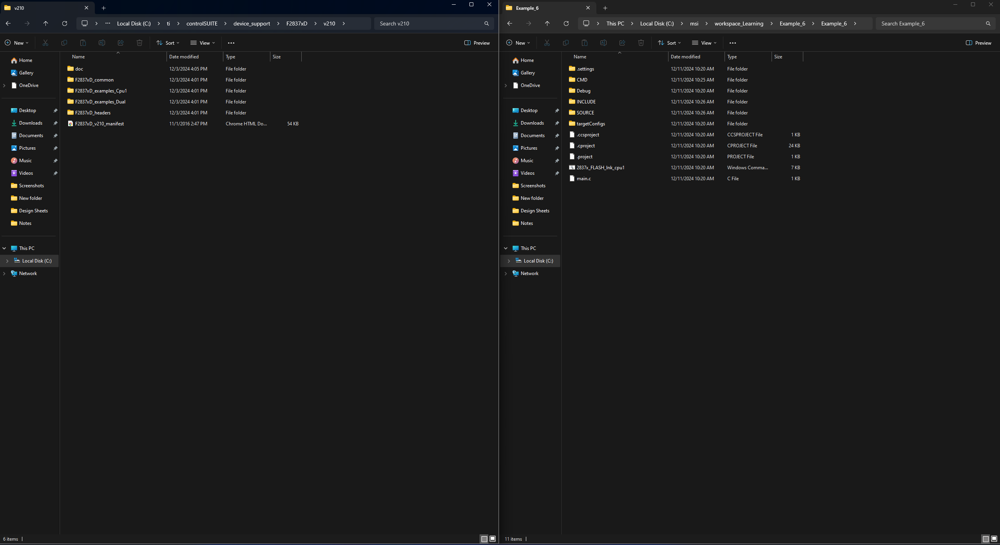 v210
Local Disk (C:) ti controlSUITE device_support F2837xD v210
Search v210
New
Sort
View
Preview
Home
Gallery
OneDrive
Desktop
Downloads
Documents
Pictures
Music
Videos
Screenshots
New folder
Design Sheets
Notes
This PC
Local Disk (C:)
Network
Name Date modified Type Size
doc 12/3/2024 4:05 PM File folder
F2837xD_common 12/3/2024 4:01 PM File folder
F2837xD_examples_Cpu1 12/3/2024 4:01 PM File folder
F2837xD_examples_Dual 12/3/2024 4:01 PM File folder
F2837xD_headers 12/3/2024 4:01 PM File folder
F2837xD_v210_manifest 11/1/2016 2:47 PM Chrome HTML Do... 54 KB
6 items
Example_6
This PC Local Disk (C:) msi workspace_Learning Example_6 Example_6
Search Example_6
New
Sort
View
Preview
Home
Gallery
OneDrive
Desktop
Downloads
Documents
Pictures
Music
Videos
Screenshots
New folder
Design Sheets
Notes
This PC
Local Disk (C:)
Network
Name Date modified Type Size
.settings 12/11/2024 10:20 AM File folder
CMD 12/11/2024 10:25 AM File folder
Debug 12/11/2024 10:20 AM File folder
INCLUDE 12/11/2024 10:26 AM File folder
SOURCE 12/11/2024 10:26 AM File folder
targetConfigs 12/11/2024 10:20 AM File folder
.ccsproject 12/11/2024 10:20 AM CCSPROJECT File 1 KB
.cproject 12/11/2024 10:20 AM CPROJECT File 24 KB
.project 12/11/2024 10:20 AM PROJECT File 1 KB
2837x_FLASH_lnk_cpu1 12/11/2024 10:20 AM Windows Comma... 7 KB
main.c 12/11/2024 10:20 AM C File 1 KB
11 items